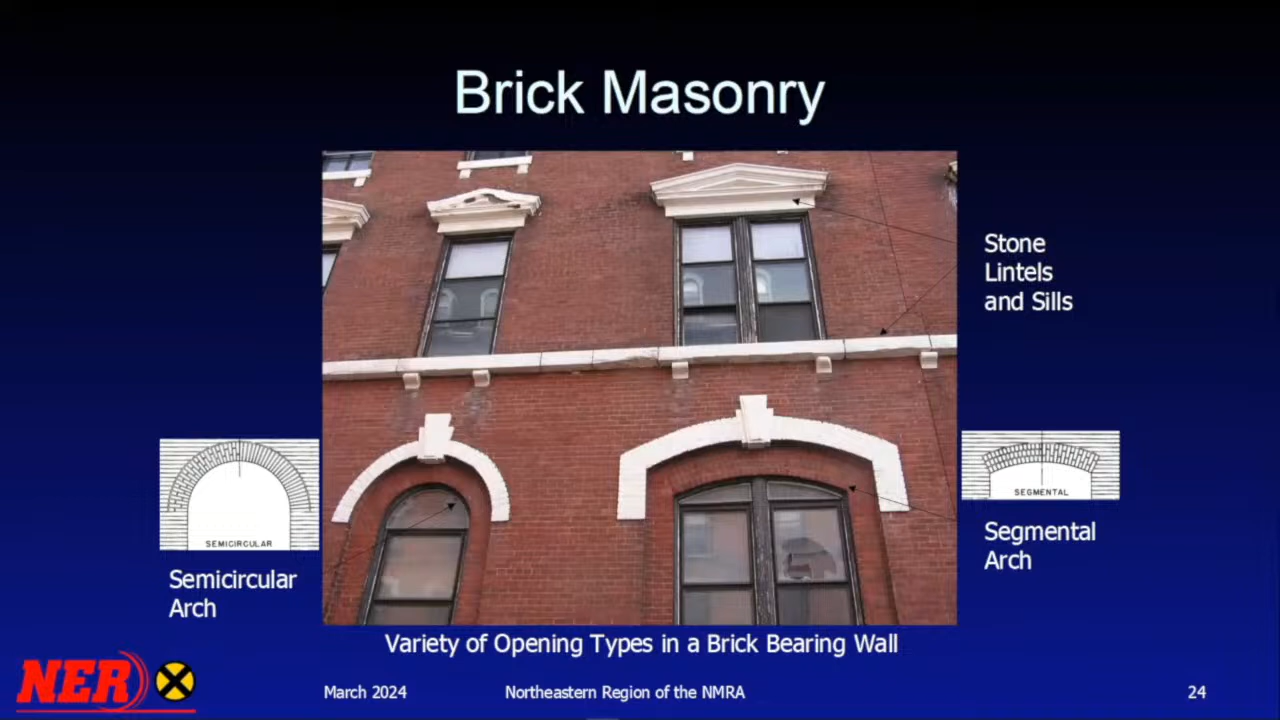 Brick Masonry
Stone
Lintels
and Sills
SEMICIRCULAR
Semicircular
Arch
SEGMENTAL
Segmental
Arch
Variety of Opening Types in a Brick Bearing Wall
NER
March 2024
Northeastern Region of the NMRA
24